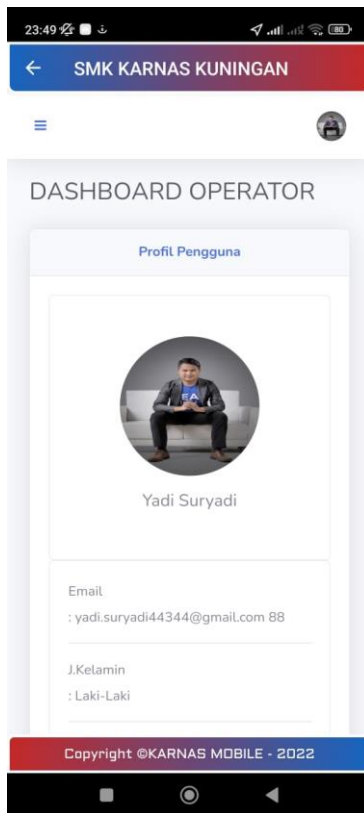 23:49
80
SMK KARNAS KUNINGAN
DASHBOARD OPERATOR
Profil Pengguna
Yadi Suryadi
Email
: yadi.suryadi44344@gmail.com 88
J.Kelamin
: Laki-Laki
Copyright ©KARNAS MOBILE - 2022